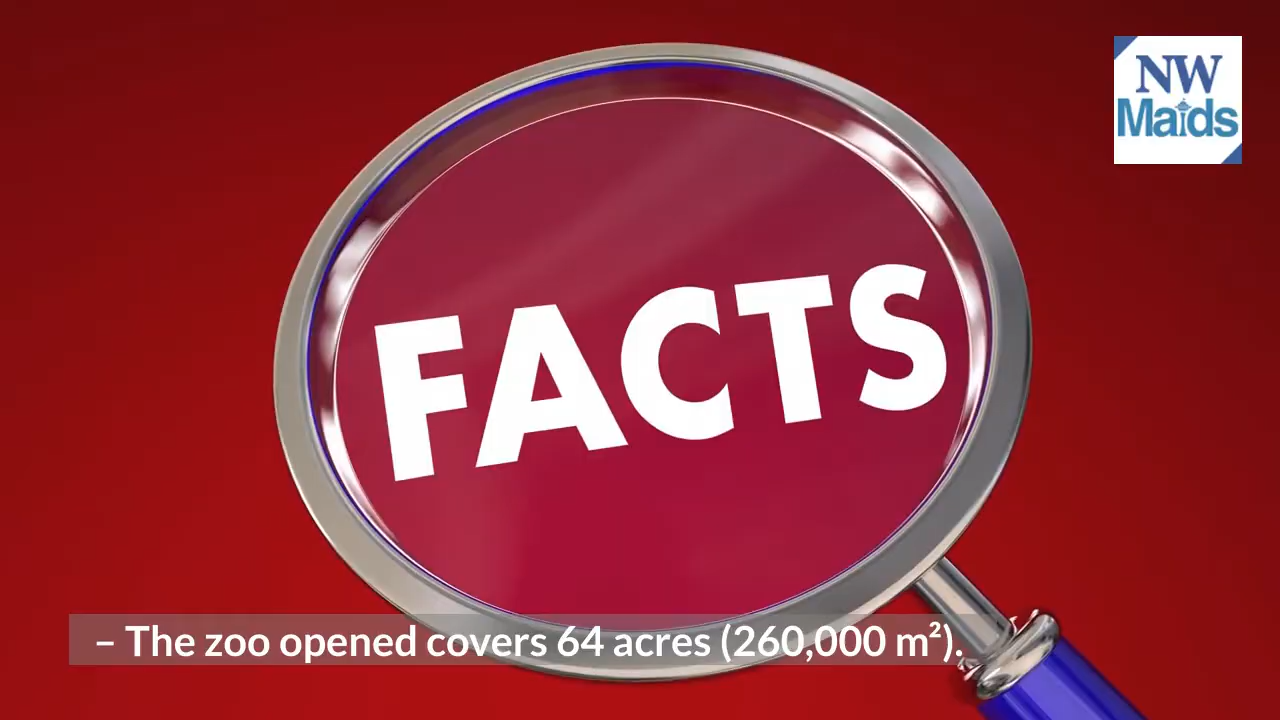 NW
Maids
FACTS
– The zoo opened covers 64 acres (260,000 m²).